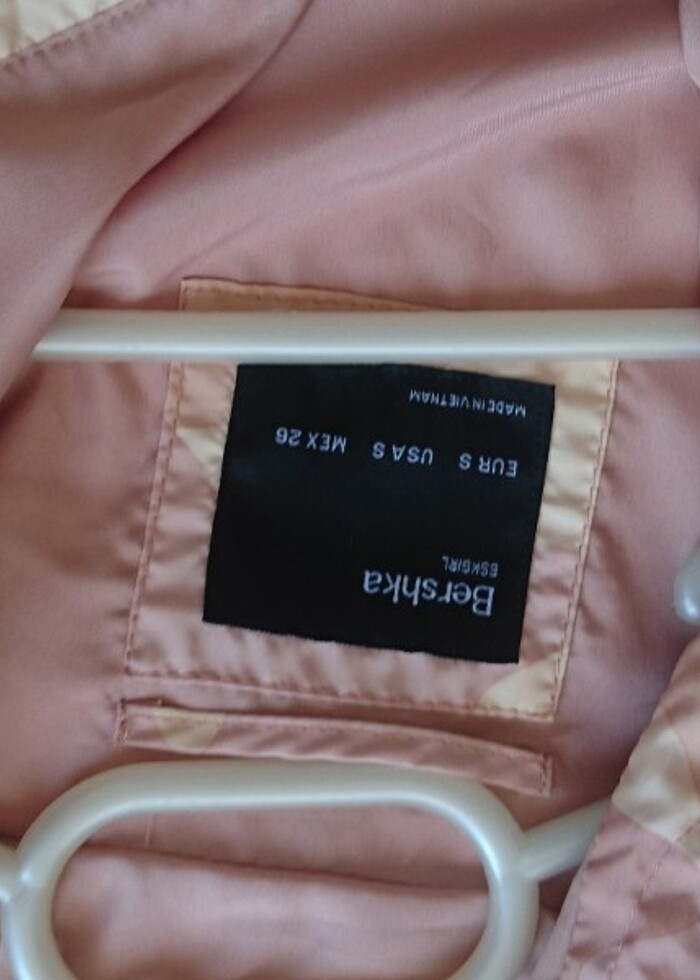 Bershka
BSKGIRL
EUR S USA S MEX 26
MADE IN VIETNAM